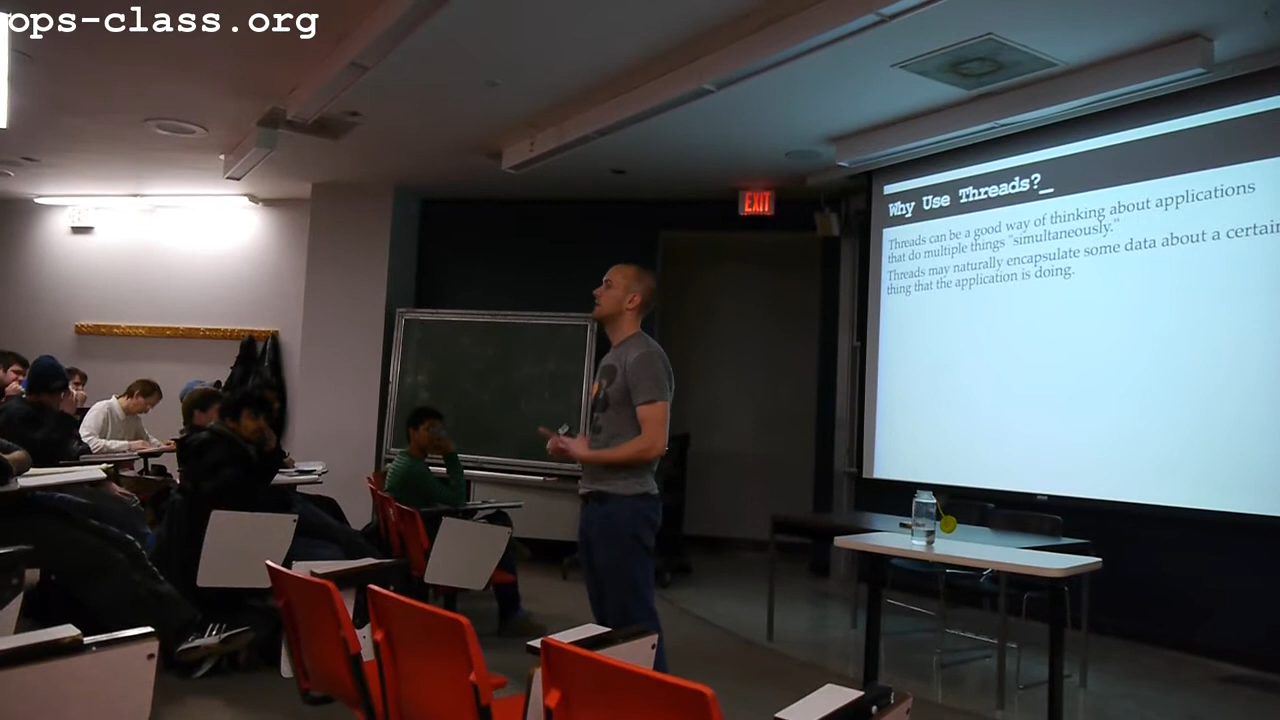 ops-class.org
EXIT
Why Use Threads?_
Threads can be a good way of thinking about applications
that do multiple things "simultaneously."
Threads may naturally encapsulate some data about a certain
thing that the application is doing.